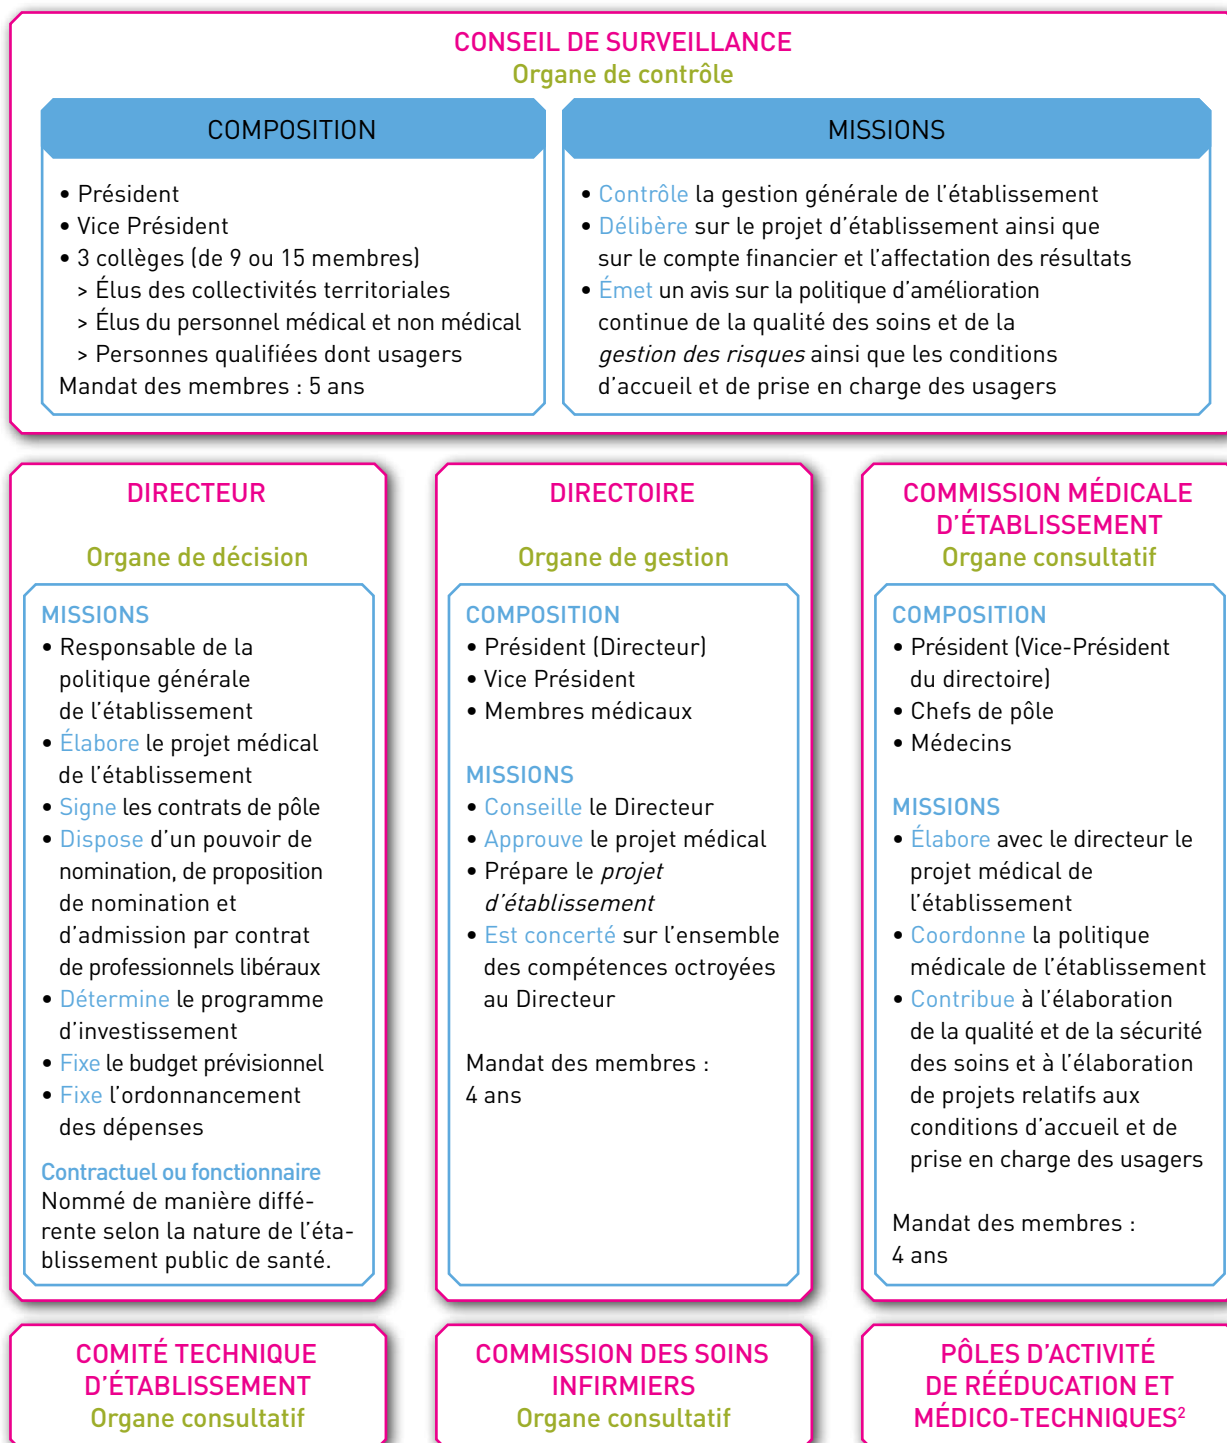 CONSEIL DE SURVEILLANCE
Organe de contrôle
COMPOSITION
• Président
• Vice Président
• 3 collèges (de 9 ou 15 membres)
> Élus des collectivités territoriales
> Élus du personnel médical et non médical
> Personnes qualifiées dont usagers
Mandat des membres : 5 ans
MISSIONS
• Contrôle la gestion générale de l'établissement
• Délibère sur le projet d'établissement ainsi que
sur le compte financier et l'affectation des résultats
• Émet un avis sur la politique d'amélioration
continue de la qualité des soins et de la
gestion des risques ainsi que les conditions
d'accueil et de prise en charge des usagers
DIRECTEUR
Organe de décision
MISSIONS
• Responsable de la
politique générale
de l'établissement
• Élabore le projet médical
de l'établissement
• Signe les contrats de pôle
• Dispose d'un pouvoir de
nomination, de proposition
de nomination et
d'admission par contrat
de professionnels libéraux
• Détermine le programme
d'investissement
• Fixe le budget prévisionnel
• Fixe l'ordonnancement
des dépenses
Contractuel ou fonctionnaire
Nommé de manière diffé-
rente selon la nature de l'éta-
blissement public de santé.
DIRECTOIRE
Organe de gestion
COMPOSITION
• Président (Directeur)
• Vice Président
• Membres médicaux
MISSIONS
• Conseille le Directeur
• Approuve le projet médical
• Prépare le projet
d'établissement
• Est concerté sur l'ensemble
des compétences octroyées
au Directeur
Mandat des membres :
4 ans
COMMISSION MÉDICALE
D'ÉTABLISSEMENT
Organe consultatif
COMPOSITION
• Président (Vice-Président
du directoire)
• Chefs de pôle
• Médecins
MISSIONS
• Élabore avec le directeur le
projet médical de
l'établissement
• Coordonne la politique
médicale de l'établissement
• Contribue à l'élaboration
de la qualité et de la sécurité
des soins et à l'élaboration
de projets relatifs aux
conditions d'accueil et de
prise en charge des usagers
Mandat des membres :
4 ans
COMITÉ TECHNIQUE
D'ÉTABLISSEMENT
Organe consultatif
COMMISSION DES SOINS
INFIRMIERS
Organe consultatif
PÔLES D'ACTIVITÉ
DE RÉÉDUCATION ET
MÉDICO-TECHNIQUES²